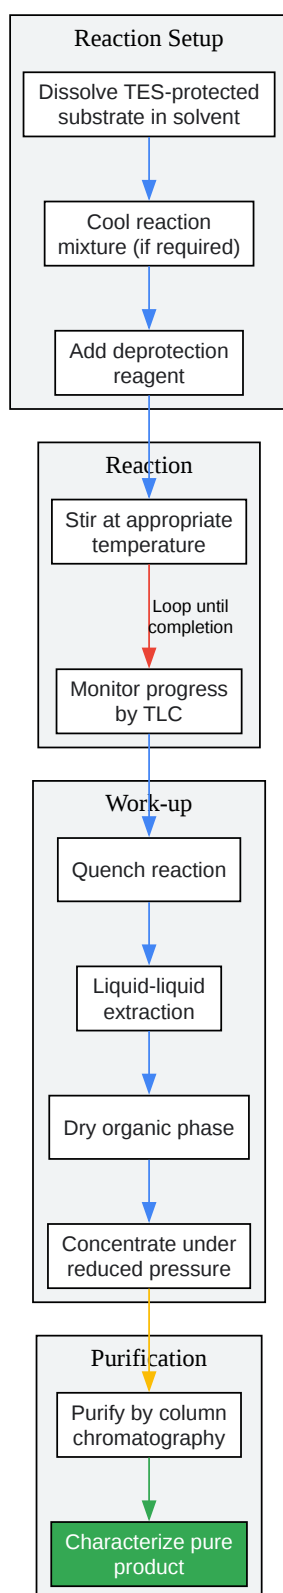 Reaction Setup
Dissolve TES-protected
substrate in solvent
Cool reaction
mixture (if required)
Add deprotection
reagent
Reaction
Stir at appropriate
temperature
Loop until
completion
Monitor progress
by TLC
Work-up
Quench reaction
Liquid-liquid
extraction
Dry organic phase
Concentrate under
reduced pressure
Purification
Purify by column
chromatography
Characterize pure
product